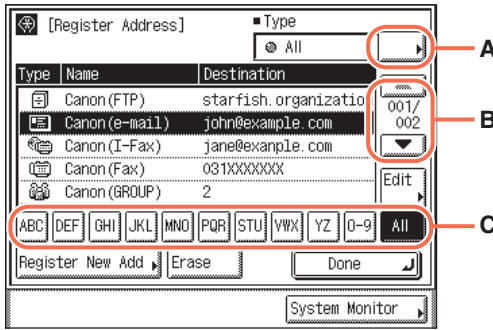 [Register Address]
■Type
All
A
Type Name Destination
Canon(FTP) starfish.organizatio
Canon(e-mail) john@exanple.com
Canon(I-Fax) jane@exanple.com
Canon(Fax) 031XXXXXXX
Canon(GROUP) 2
001/
002
B
Edit
ABC DEF GHI JKL MNO PQR STU VWX YZ 0-9 All
C
Register New Add. Erase Done
System Monitor